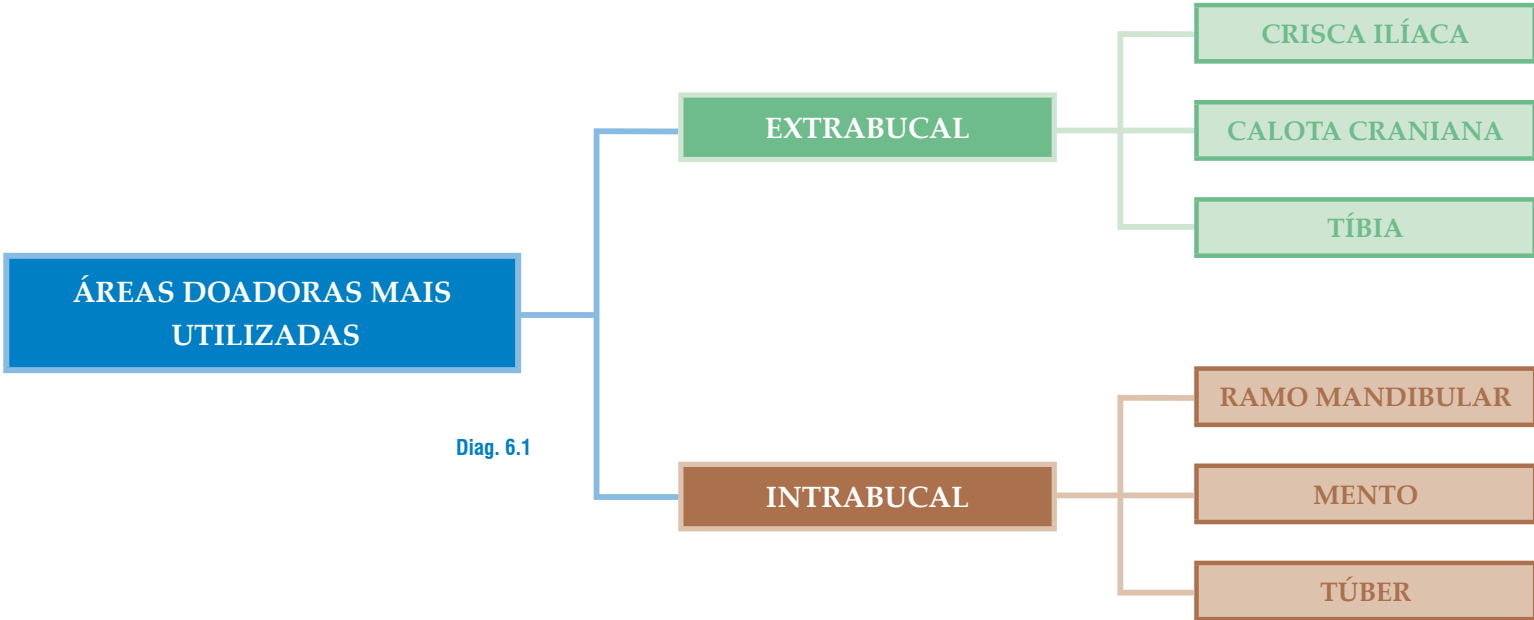 ÁREAS DOADORAS MAIS
UTILIZADAS
Diag. 6.1
EXTRABUCAL
CRISCA ILÍACA
CALOTA CRANIANA
TÍBIA
INTRABUCAL
RAMO MANDIBULAR
MENTO
TÚBER